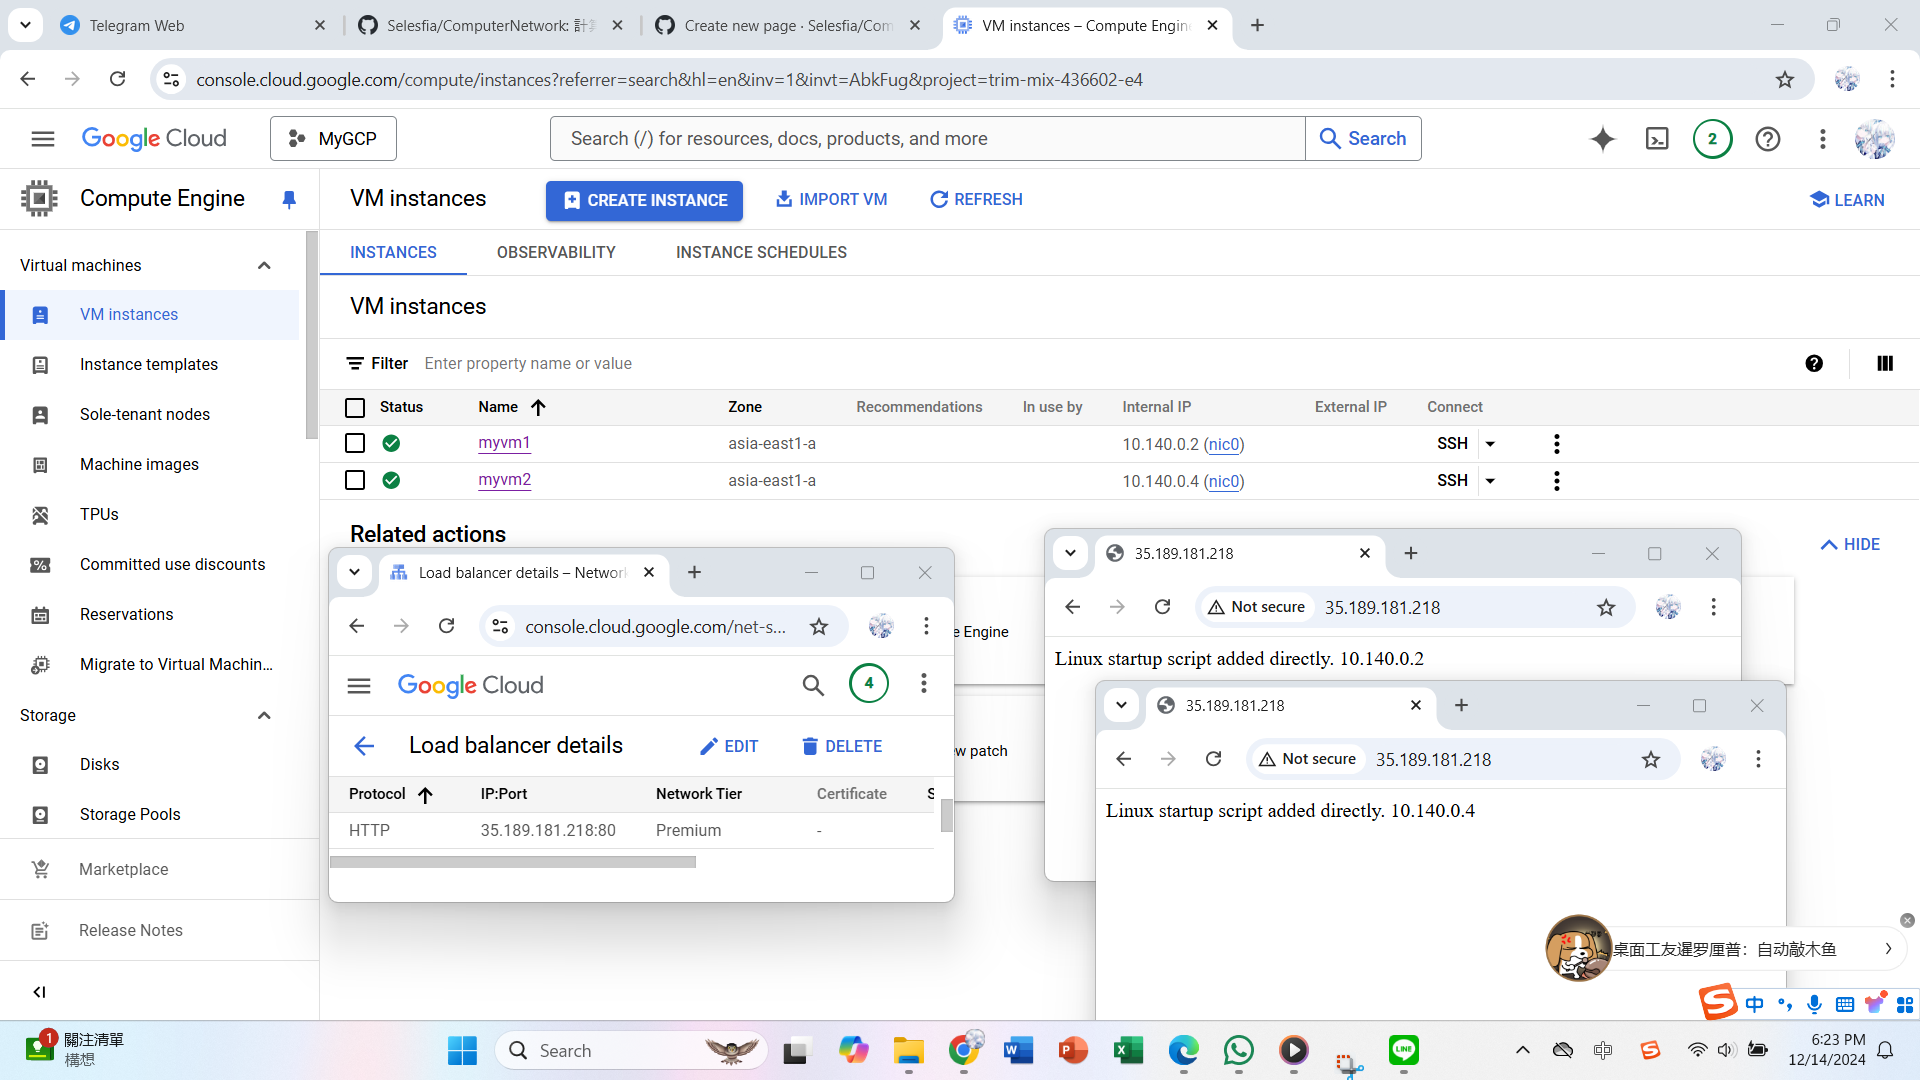 Telegram Web
Selesfia/ComputerNetwork: 計
Create new page · Selesfia/Com
VM instances – Compute Engine
console.cloud.google.com/compute/instances?referrer=search&hl=en&inv=1&invt=AbkFug&project=trim-mix-436602-e4
Google Cloud
MyGCP
Search (/) for resources, docs, products, and more
Search
2
Compute Engine
VM instances
CREATE INSTANCE
IMPORT VM
REFRESH
LEARN
INSTANCES
OBSERVABILITY
INSTANCE SCHEDULES
Virtual machines
VM instances
Instance templates
Sole-tenant nodes
Machine images
TPUs
Committed use discounts
Reservations
Migrate to Virtual Machin...
Storage
Disks
Storage Pools
Marketplace
Release Notes
VM instances
Filter Enter property name or value
Status Name Zone Recommendations In use by Internal IP External IP Connect
myvm1 asia-east1-a 10.140.0.2 (nic0) SSH
myvm2 asia-east1-a 10.140.0.4 (nic0) SSH
Related actions
HIDE
e Engine
w patch
Load balancer details – Networ
console.cloud.google.com/net-s...
Google Cloud
4
Load balancer details
EDIT
DELETE
Protocol IP:Port Network Tier Certificate S
HTTP 35.189.181.218:80 Premium -
35.189.181.218
Not secure 35.189.181.218
Linux startup script added directly. 10.140.0.2
35.189.181.218
Not secure 35.189.181.218
Linux startup script added directly. 10.140.0.4
桌面工友暹罗厘普：自动敲木鱼
中
1
關注清單
構想
Search
LINE
中
6:23 PM
12/14/2024